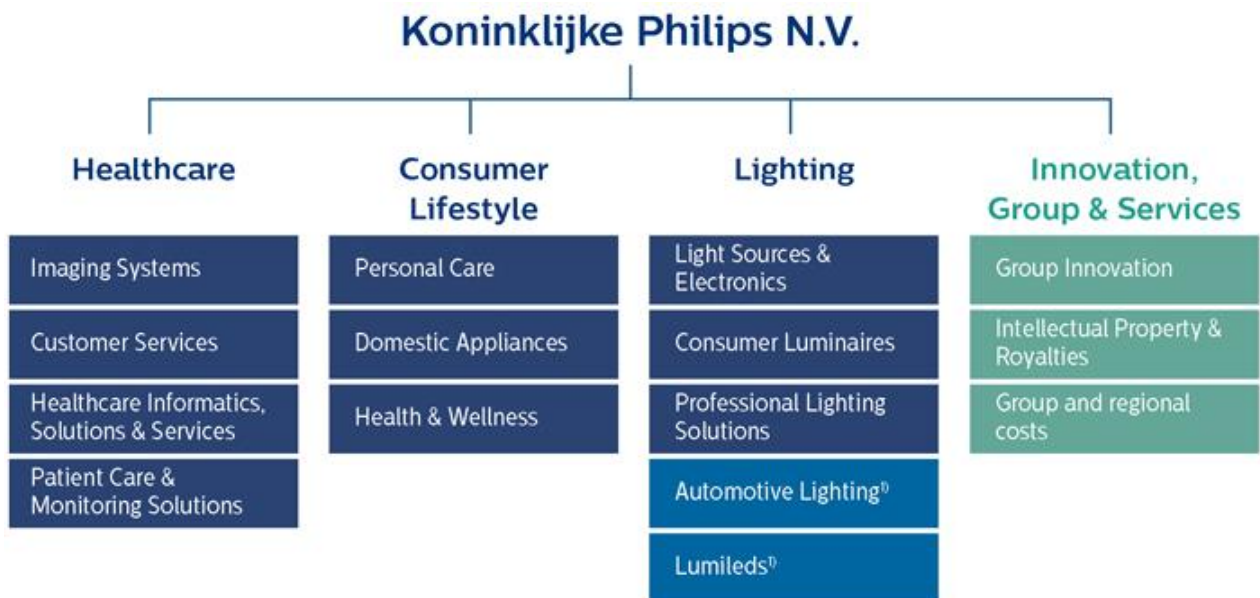 Koninklijke Philips N.V.
Healthcare
Imaging Systems
Customer Services
Healthcare Informatics,
Solutions & Services
Patient Care &
Monitoring Solutions
Consumer
Lifestyle
Personal Care
Domestic Appliances
Health & Wellness
Lighting
Light Sources &
Electronics
Consumer Luminaires
Professional Lighting
Solutions
Automotive Lighting¹⁾
Lumileds¹⁾
Innovation,
Group & Services
Group Innovation
Intellectual Property &
Royalties
Group and regional
costs